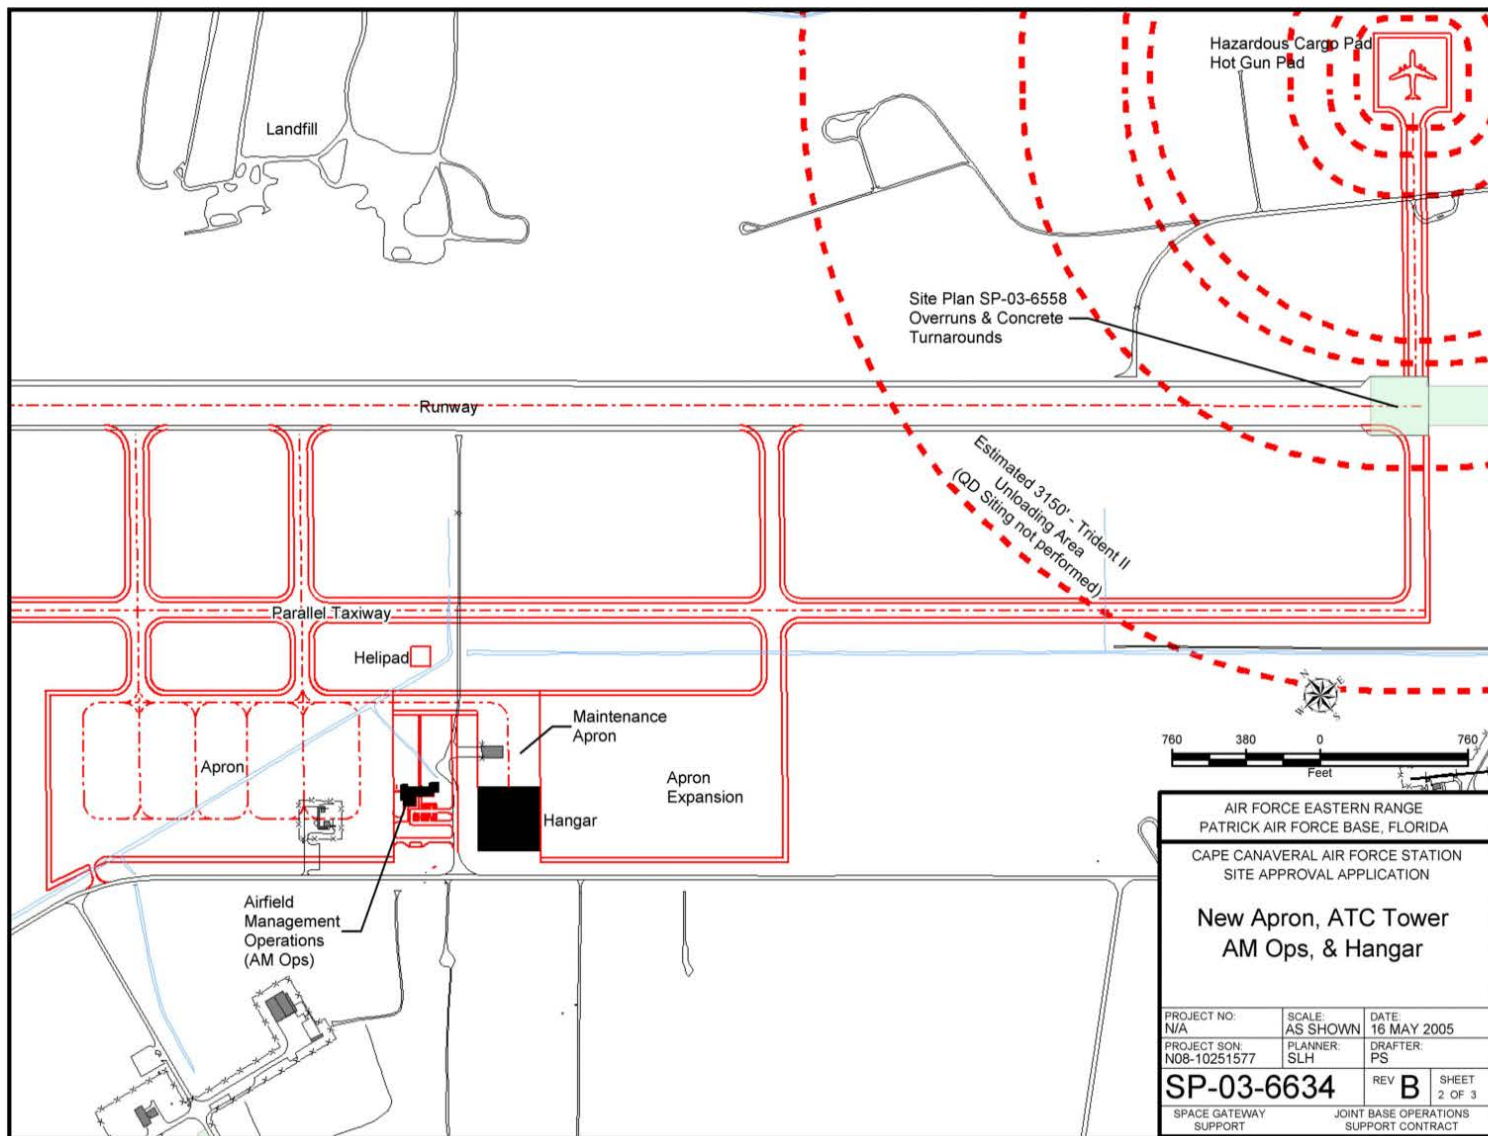 Hazardous Cargo Pad
Hot Gun Pad
Landfill
Site Plan SP-03-6558
Overruns & Concrete
Turnarounds
Runway
Estimated 3150' - Trident II
Unloading Area
(QD Siting not performed)
Parallel Taxiway
Helipad
Maintenance
Apron
Apron
Apron
Expansion
Hangar
Airfield
Management
Operations
(AM Ops)
N
E
W
S
760
380
0
760
Feet
AIR FORCE EASTERN RANGE
PATRICK AIR FORCE BASE, FLORIDA
CAPE CANAVERAL AIR FORCE STATION
SITE APPROVAL APPLICATION
New Apron, ATC Tower
AM Ops, & Hangar
PROJECT NO:
N/A
SCALE:
AS SHOWN
DATE:
16 MAY 2005
PROJECT SON:
N08-10251577
PLANNER:
SLH
DRAFTER:
PS
SP-03-6634
REV B
SHEET
2 OF 3
SPACE GATEWAY
SUPPORT
JOINT BASE OPERATIONS
SUPPORT CONTRACT